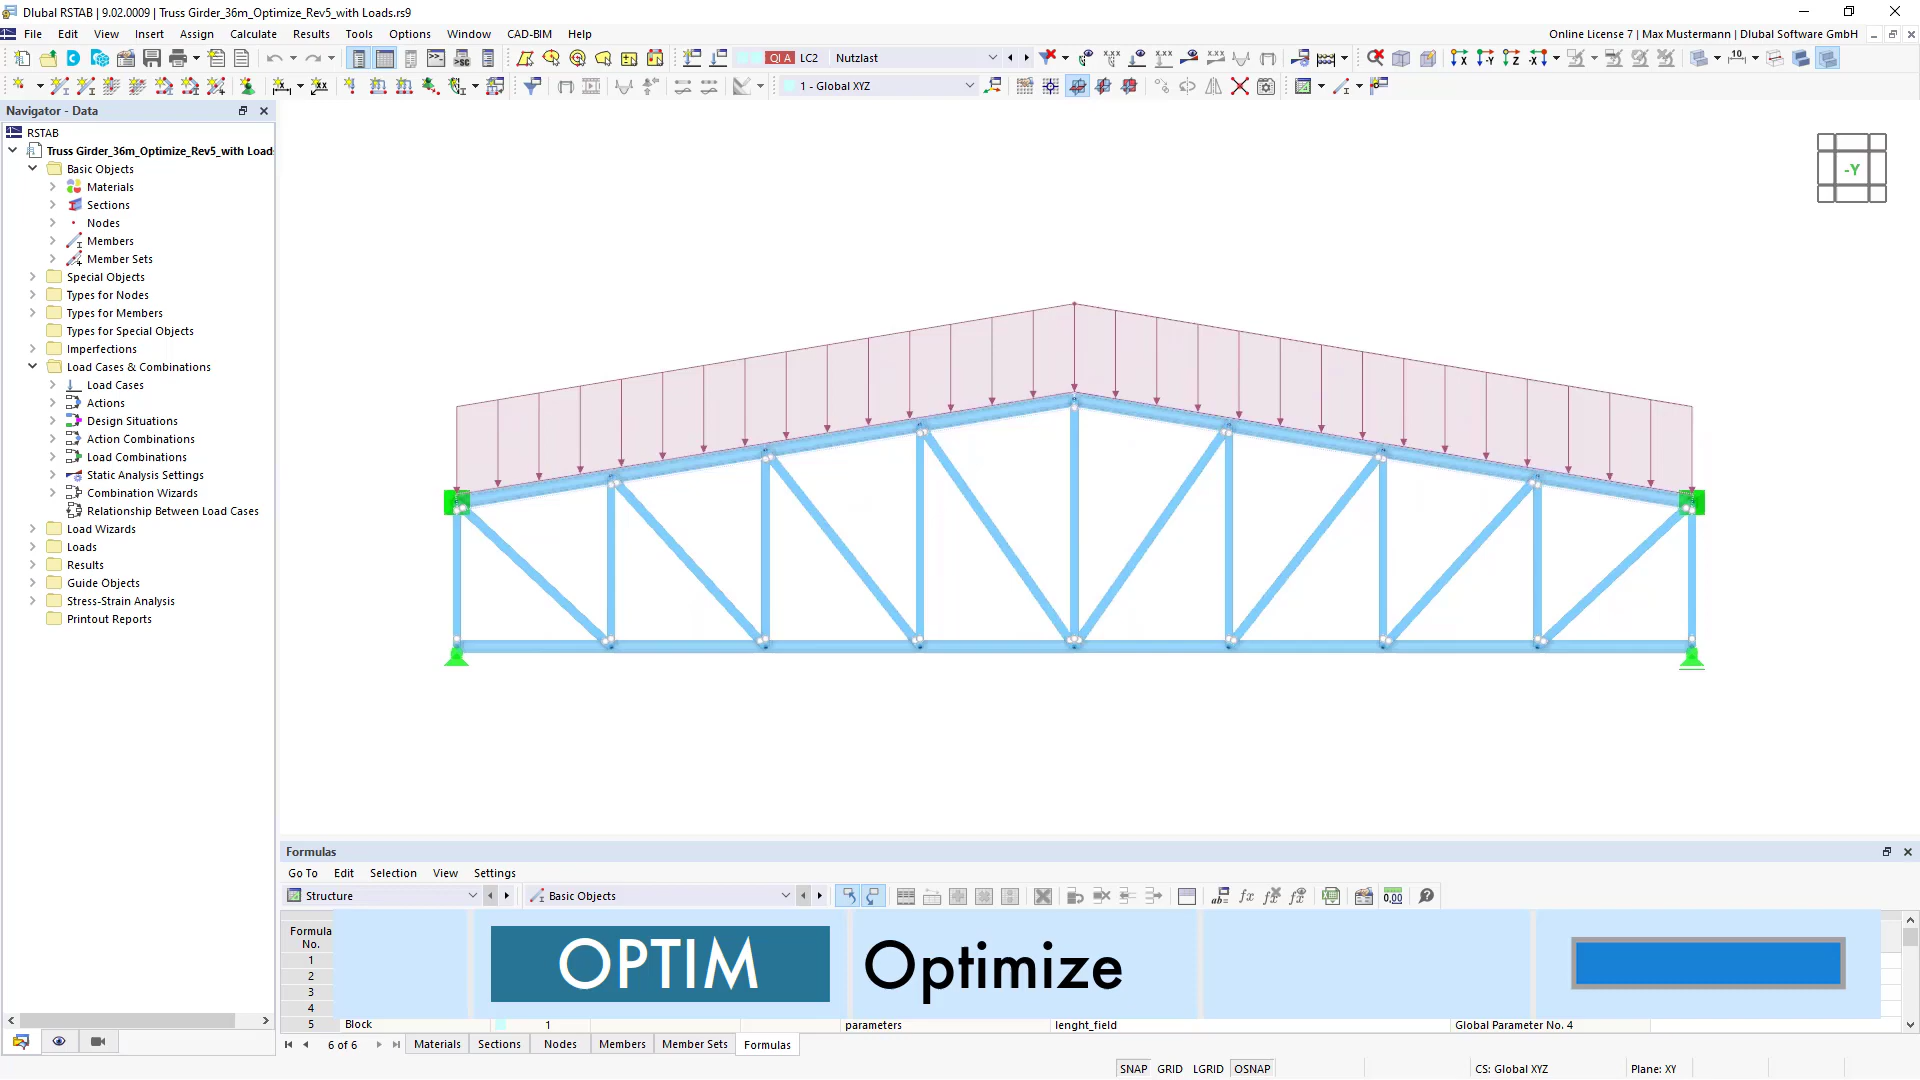 Dlubal RSTAB | 9.02.0009 | Truss Girder_36m_Optimize_Rev5_with Loads.rs9
File Edit View Insert Assign Calculate Results Tools Options Window CAD-BIM Help
Online License 7 | Max Mustermann | Dlubal Software GmbH
QI A LC2 Nutzlast
1 - Global XYZ
Navigator - Data
RSTAB
Truss Girder_36m_Optimize_Rev5_with Load
Basic Objects
Materials
Sections
Nodes
Members
Member Sets
Special Objects
Types for Nodes
Types for Members
Types for Special Objects
Imperfections
Load Cases & Combinations
Load Cases
Actions
Design Situations
Action Combinations
Load Combinations
Static Analysis Settings
Combination Wizards
Relationship Between Load Cases
Load Wizards
Loads
Results
Guide Objects
Stress-Strain Analysis
Printout Reports
-Y
Formulas
Go To Edit Selection View Settings
Structure Basic Objects
Formula
No.
OPTIM Optimize
1
2
3
4
5 Block 1 parameters lenght_field Global Parameter No. 4
6 of 6 Materials Sections Nodes Members Member Sets Formulas
SNAP GRID LGRID OSNAP CS: Global XYZ Plane: XY